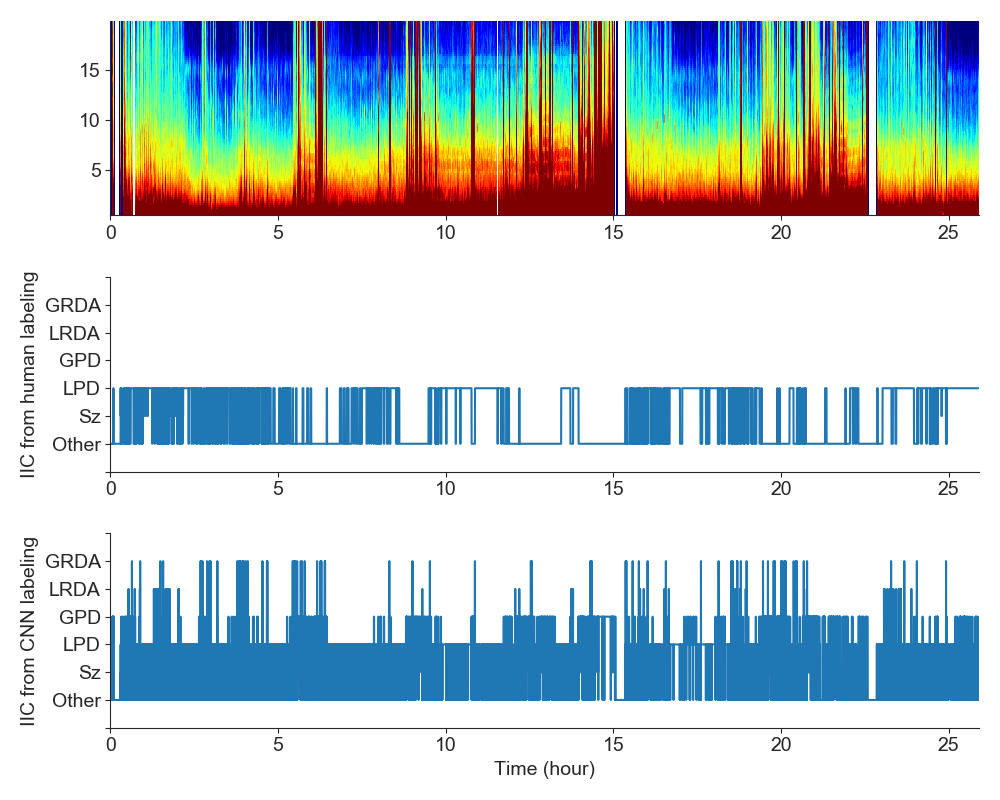 15
10
5
0 5 10 15 20 25
IIC from human labeling
GRDA
LRDA
GPD
LPD
Sz
Other
0 5 10 15 20 25
IIC from CNN labeling
GRDA
LRDA
GPD
LPD
Sz
Other
0 5 10 15 20 25
Time (hour)